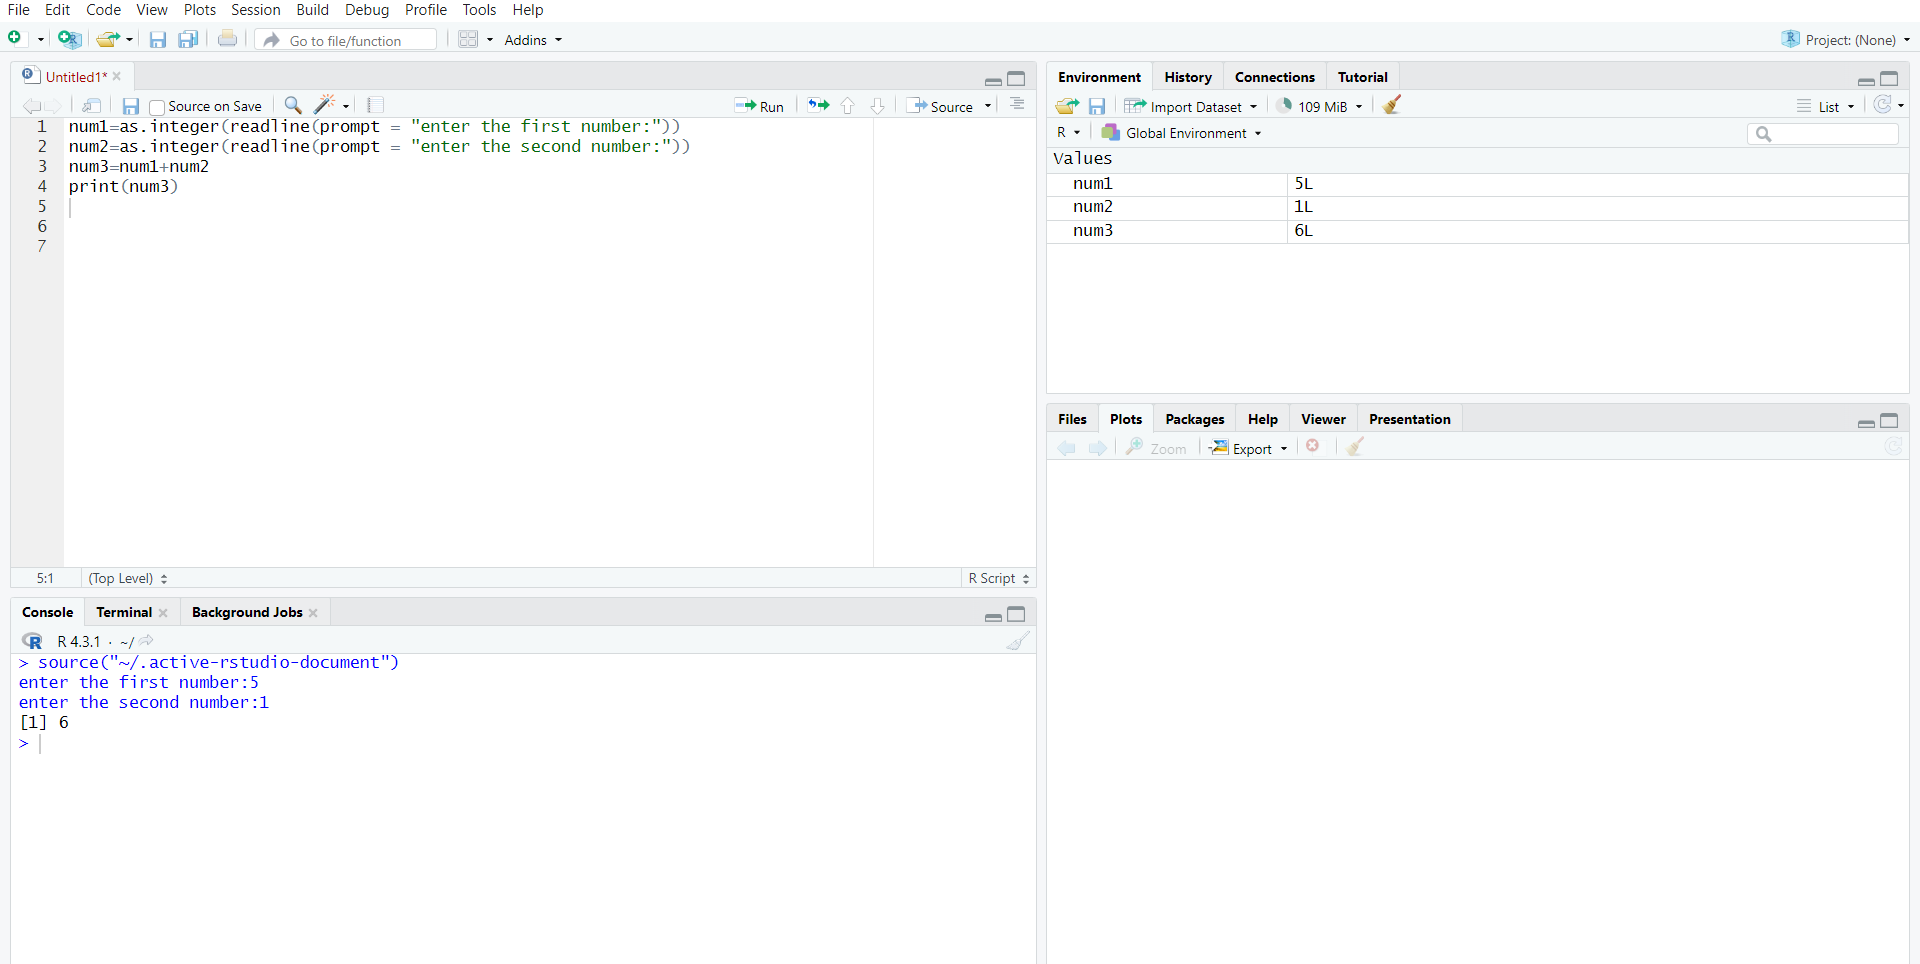 File Edit Code View Plots Session Build Debug Profile Tools Help
Go to file/function Addins Project: (None)
Untitled1*
Source on Save Run Source
1 num1=as.integer(readline(prompt = "enter the first number:"))
2 num2=as.integer(readline(prompt = "enter the second number:"))
3 num3=num1+num2
4 print(num3)
5
6
7
5:1 (Top Level) R Script
Console Terminal Background Jobs
R 4.3.1 · ~/
> source("~/.active-rstudio-document")
enter the first number:5
enter the second number:1
[1] 6
>
Environment History Connections Tutorial
Import Dataset 109 MiB List
R Global Environment
Values
num1 5L
num2 1L
num3 6L
Files Plots Packages Help Viewer Presentation
Zoom Export